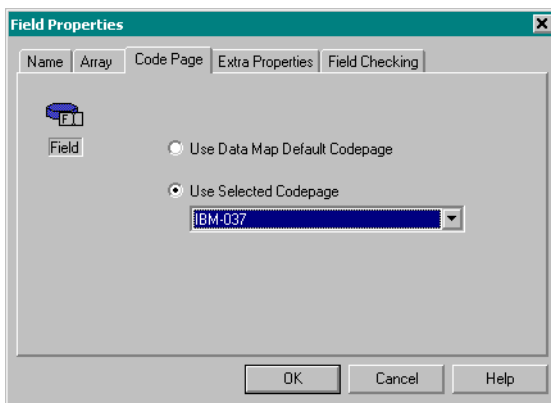 Field Properties
Name Array Code Page Extra Properties Field Checking
Field
Use Data Map Default Codepage
Use Selected Codepage
IBM-037
OK Cancel Help